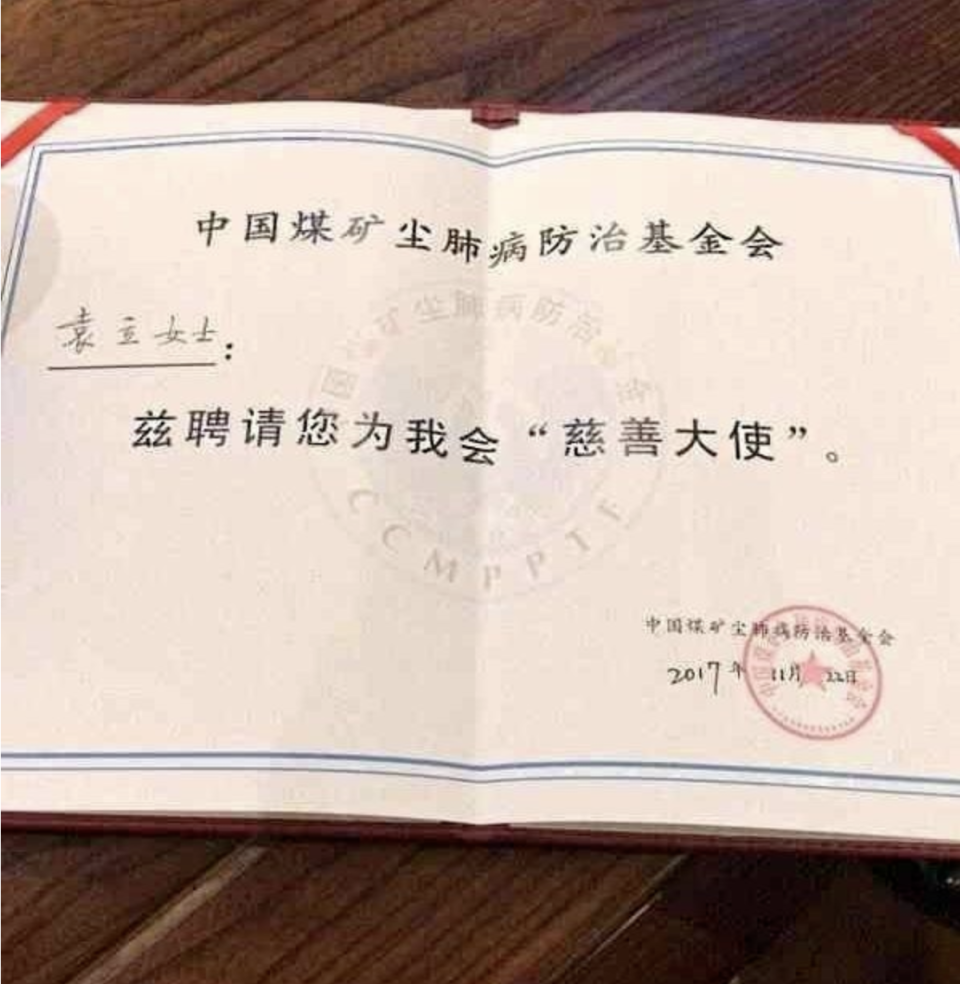 中国煤矿尘肺病防治基金会
袁立女士：
兹聘请您为我会“慈善大使”。
CCMPPTF
中国煤矿尘肺病防治基金会
2017年11月22日